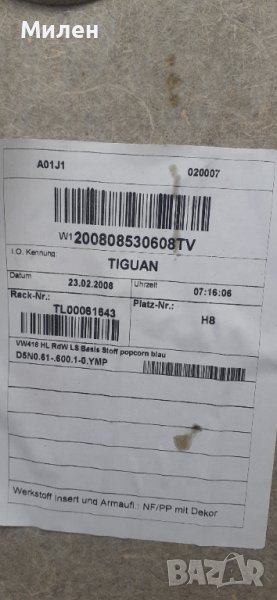 Милен
A01J1 020007
W1200808530608TV
I.O. Kennung: TIGUAN
Datum 23.02.2008 Uhrzeit 07:16:06
Rack-Nr.: TL00061643 Platz-Nr.: H8
VW416 HL RdW LS Basis Stoff popcorn blau
D5N0.61-.600.1-0.YMP
Werkstoff Insert und Armaufl.: NF/PP mit Dekor
BAZAR